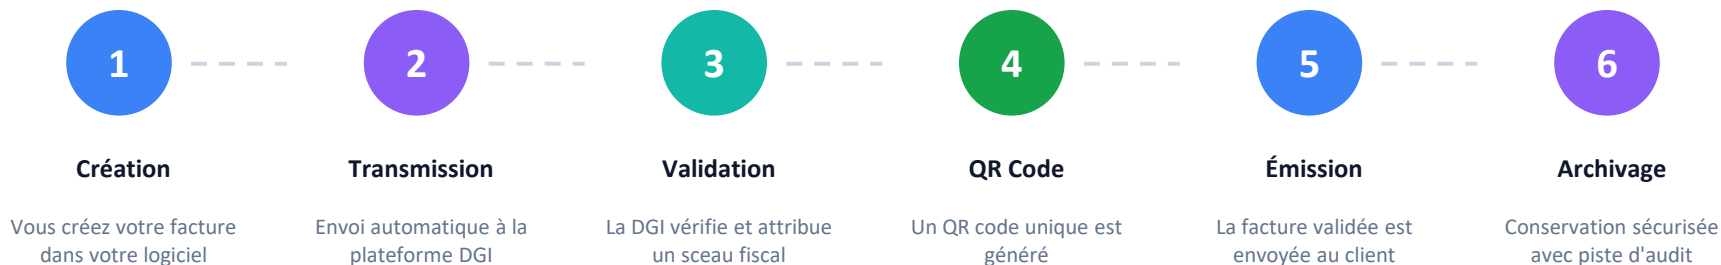 1
2
3
4
5
6
Création
Transmission
Validation
QR Code
Émission
Archivage
Vous créez votre facture
dans votre logiciel
Envoi automatique à la
plateforme DGI
La DGI vérifie et attribue
un sceau fiscal
Un QR code unique est
généré
La facture validée est
envoyée au client
Conservation sécurisée
avec piste d'audit